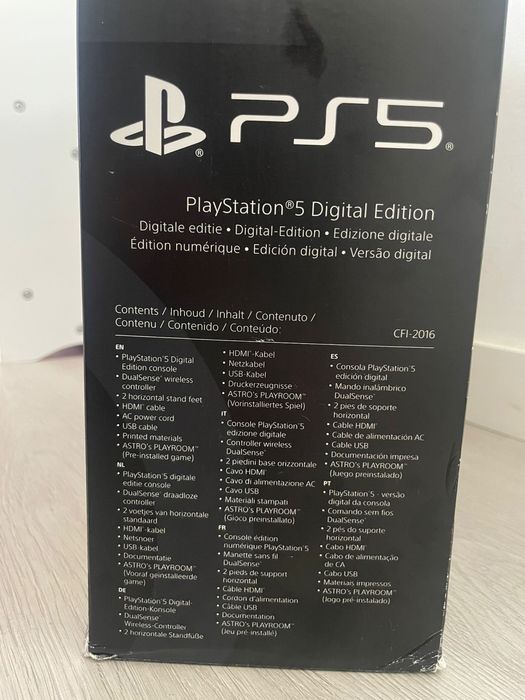 PS5®
PlayStation®5 Digital Edition
Digitale editie • Digital-Edition • Edizione digitale
Édition numérique • Edición digital • Versão digital
Contents / Inhoud / Inhalt / Contenuto /
Contenu / Contenido / Conteúdo:
CFI-2016
EN
• PlayStation®5 Digital
Edition console
• DualSense™ wireless
controller
• 2 horizontal stand feet
• HDMI® cable
• AC power cord
• USB cable
• Printed materials
• ASTRO's PLAYROOM™
(Pre-installed game)
NL
• PlayStation®5 digitale
editie console
• DualSense™ draadloze
controller
• 2 voetjes van horizontale
standaard
• HDMI®-kabel
• Netsnoer
• USB-kabel
• Documentatie
• ASTRO's PLAYROOM™
(Vooraf geïnstalleerde
game)
DE
• PlayStation®5 Digital-
Edition-Konsole
• DualSense™
Wireless-Controller
• 2 horizontale Standfüße
• HDMI®-Kabel
• Netzkabel
• USB-Kabel
• Druckerzeugnisse
• ASTRO's PLAYROOM™
(Vorinstalliertes Spiel)
IT
• Console PlayStation®5
edizione digitale
• Controller wireless
DualSense™
• 2 piedini base orizzontale
• Cavo HDMI®
• Cavo di alimentazione AC
• Cavo USB
• Materiali stampati
• ASTRO's PLAYROOM™
(Gioco preinstallato)
FR
• Console édition
numérique PlayStation®5
• Manette sans fil
DualSense™
• 2 pieds de support
horizontal
• Câble HDMI®
• Cordon d'alimentation
• Câble USB
• Documentation
• ASTRO's PLAYROOM™
(Jeu pré-installé)
ES
• Consola PlayStation®5
edición digital
• Mando inalámbrico
DualSense™
• 2 pies de soporte
horizontal
• Cable HDMI®
• Cable de alimentación AC
• Cable USB
• Documentación impresa
• ASTRO's PLAYROOM™
(Juego preinstalado)
PT
• PlayStation®5 - versão
digital da consola
• Comando sem fios
DualSense™
• 2 pés do suporte
horizontal
• Cabo HDMI®
• Cabo de alimentação
de CA
• Cabo USB
• Materiais impressos
• ASTRO's PLAYROOM™
(Jogo pré-instalado)